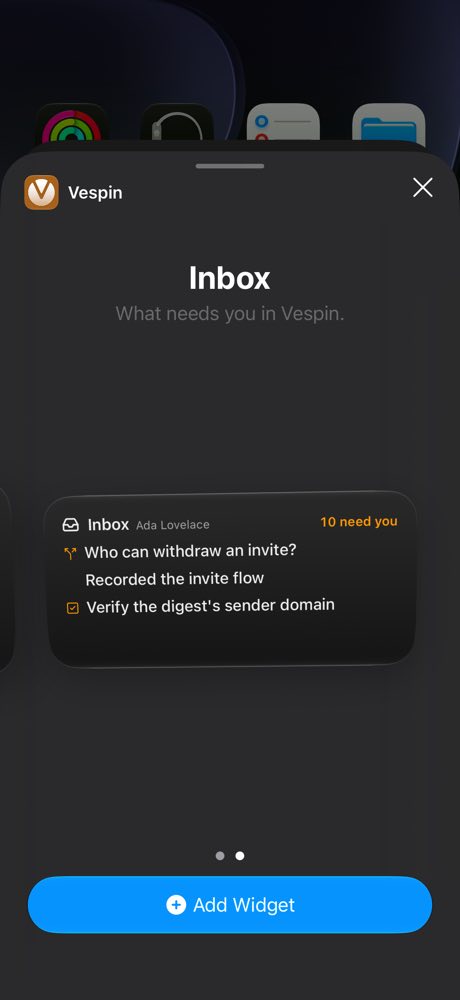 Vespin
Inbox
What needs you in Vespin.
Inbox Ada Lovelace 10 need you
Who can withdraw an invite?
Recorded the invite flow
Verify the digest's sender domain
Add Widget